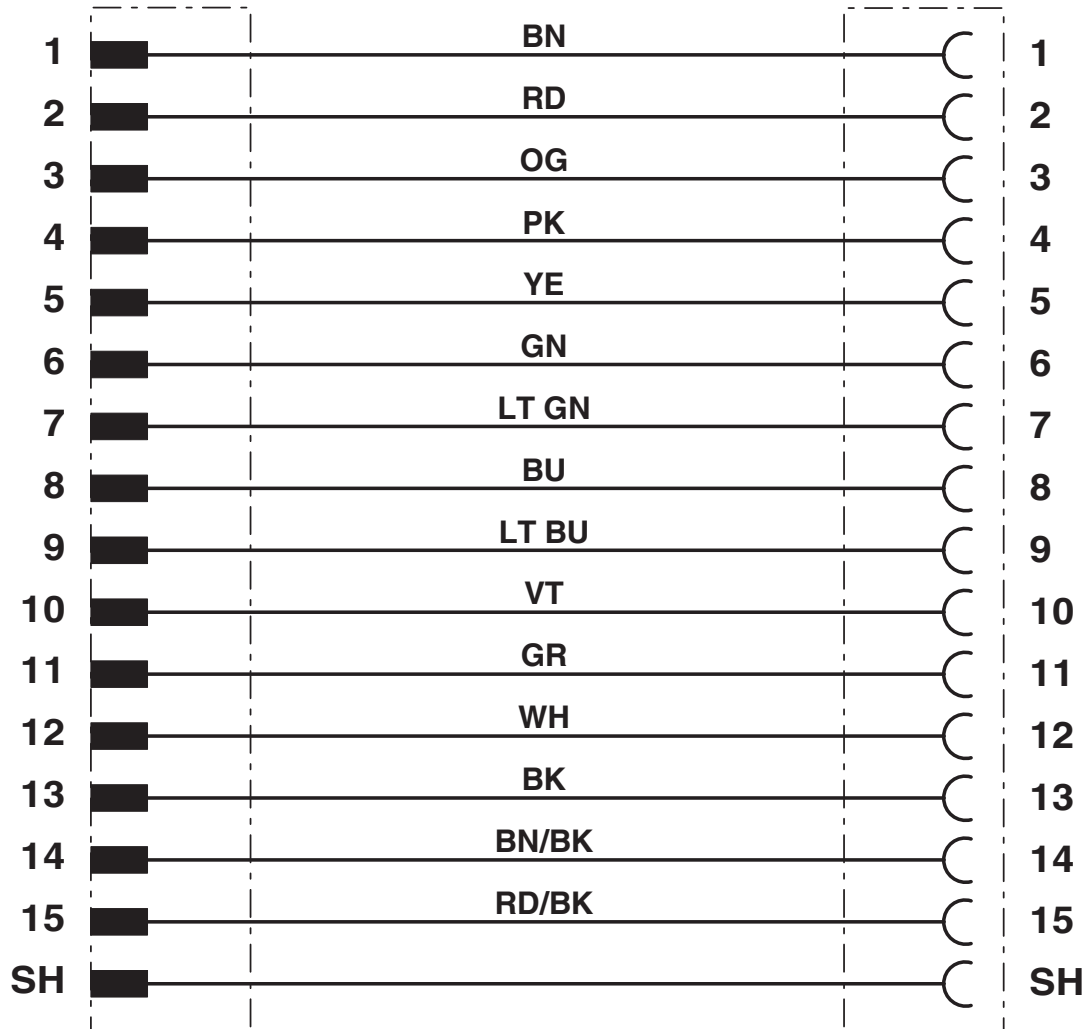 1 BN 1
2 RD 2
3 OG 3
4 PK 4
5 YE 5
6 GN 6
7 LT GN 7
8 BU 8
9 LT BU 9
10 VT 10
11 GR 11
12 WH 12
13 BK 13
14 BN/BK 14
15 RD/BK 15
SH SH